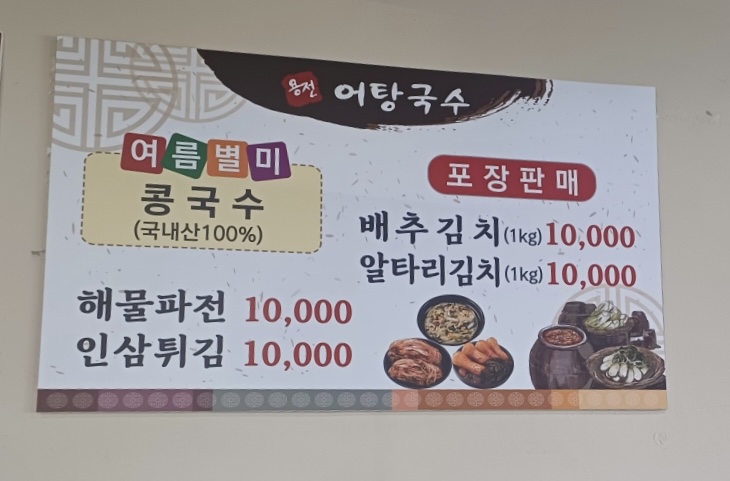 용전 어탕국수
여름별미
콩국수
(국내산100%)
해물파전 10,000
인삼튀김 10,000
포장판매
배추김치(1kg) 10,000
알타리김치(1kg) 10,000